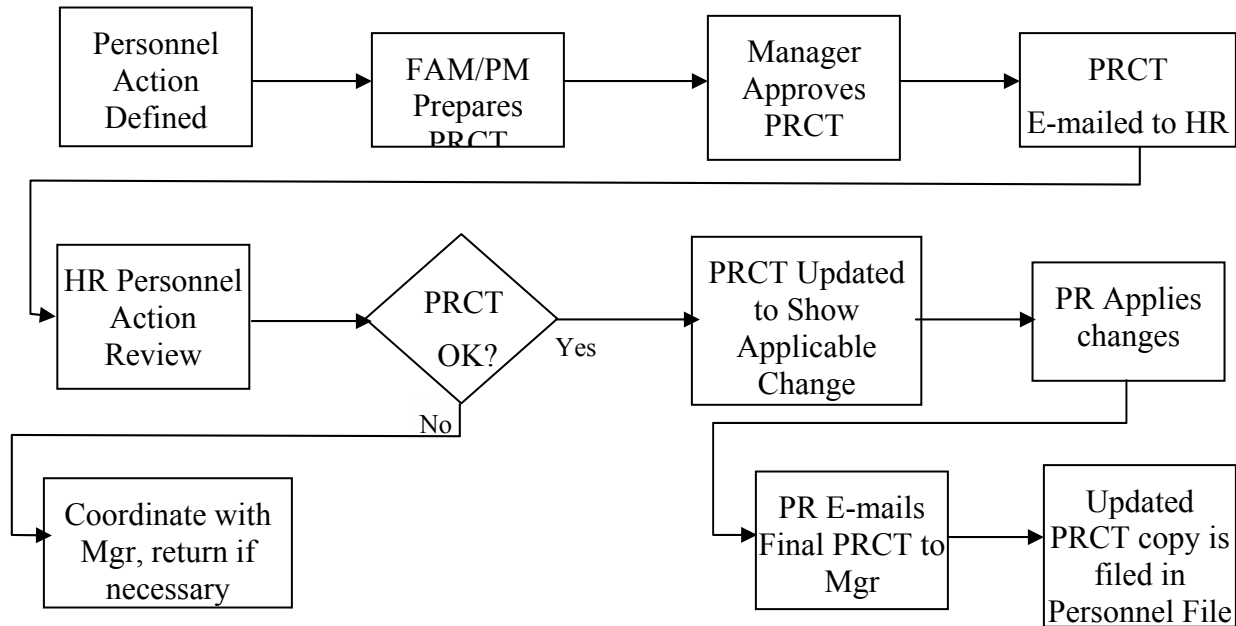 Personnel
Action
Defined
FAM/PM
Prepares
PRCT
Manager
Approves
PRCT
PRCT
E-mailed to HR
HR Personnel
Action
Review
PRCT
OK?
Yes
No
PRCT Updated
to Show
Applicable
Change
PR Applies
changes
Coordinate with
Mgr, return if
necessary
PR E-mails
Final PRCT to
Mgr
Updated
PRCT copy is
filed in
Personnel File